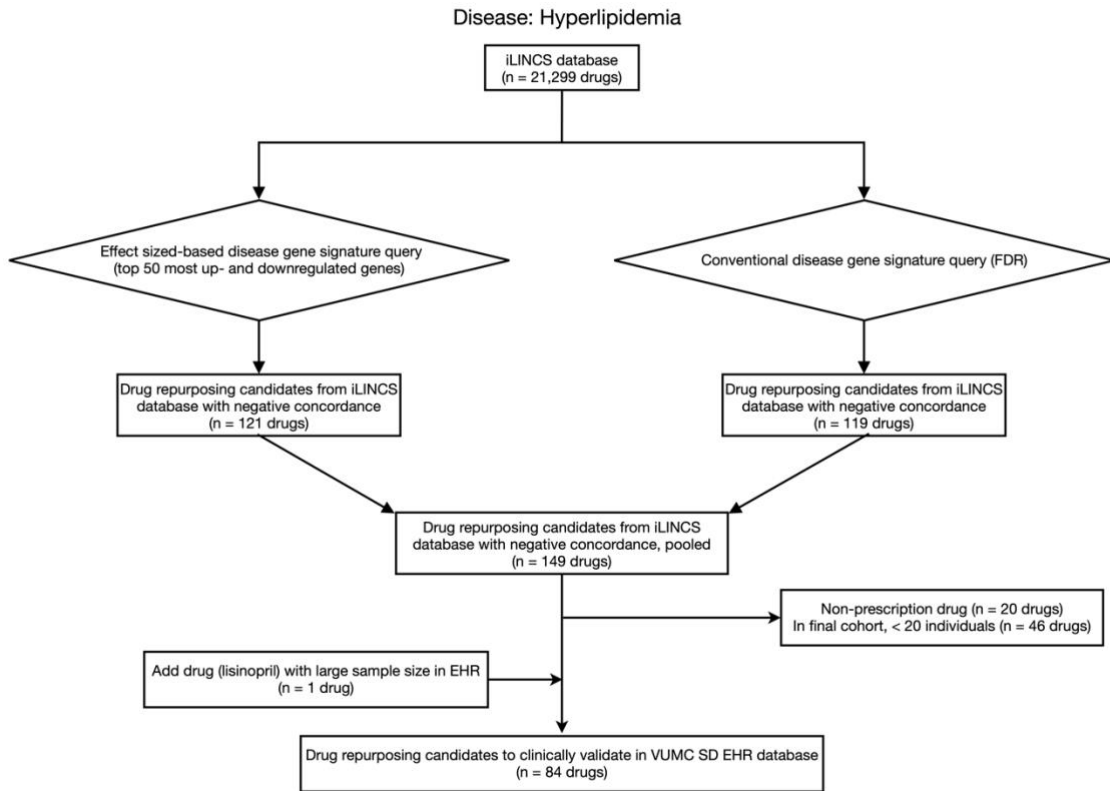 Disease: Hyperlipidemia
iLINCS database
(n = 21,299 drugs)
Effect sized-based disease gene signature query
(top 50 most up- and downregulated genes)
Conventional disease gene signature query (FDR)
Drug repurposing candidates from iLINCS
database with negative concordance
(n = 121 drugs)
Drug repurposing candidates from iLINCS
database with negative concordance
(n = 119 drugs)
Drug repurposing candidates from iLINCS
database with negative concordance, pooled
(n = 149 drugs)
Non-prescription drug (n = 20 drugs)
In final cohort, < 20 individuals (n = 46 drugs)
Add drug (lisinopril) with large sample size in EHR
(n = 1 drug)
Drug repurposing candidates to clinically validate in VUMC SD EHR database
(n = 84 drugs)